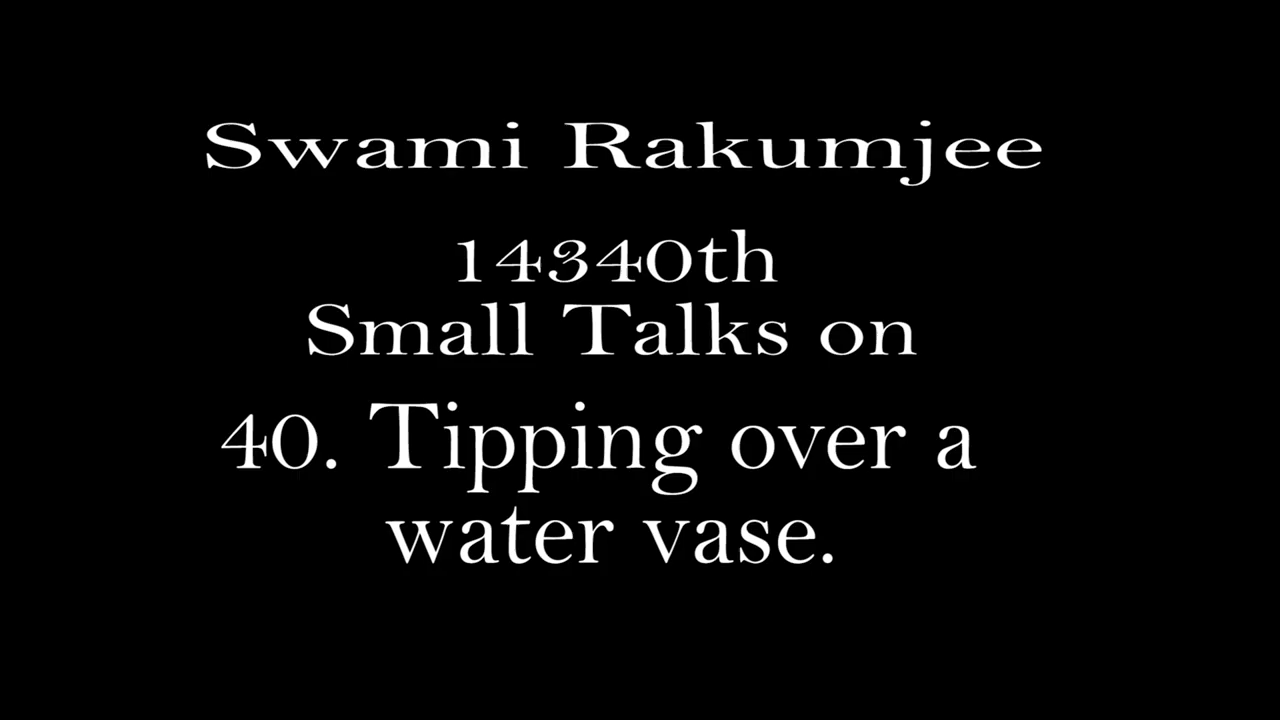 Swami Rakumjee
14340th
Small Talks on
40. Tipping over a
water vase.